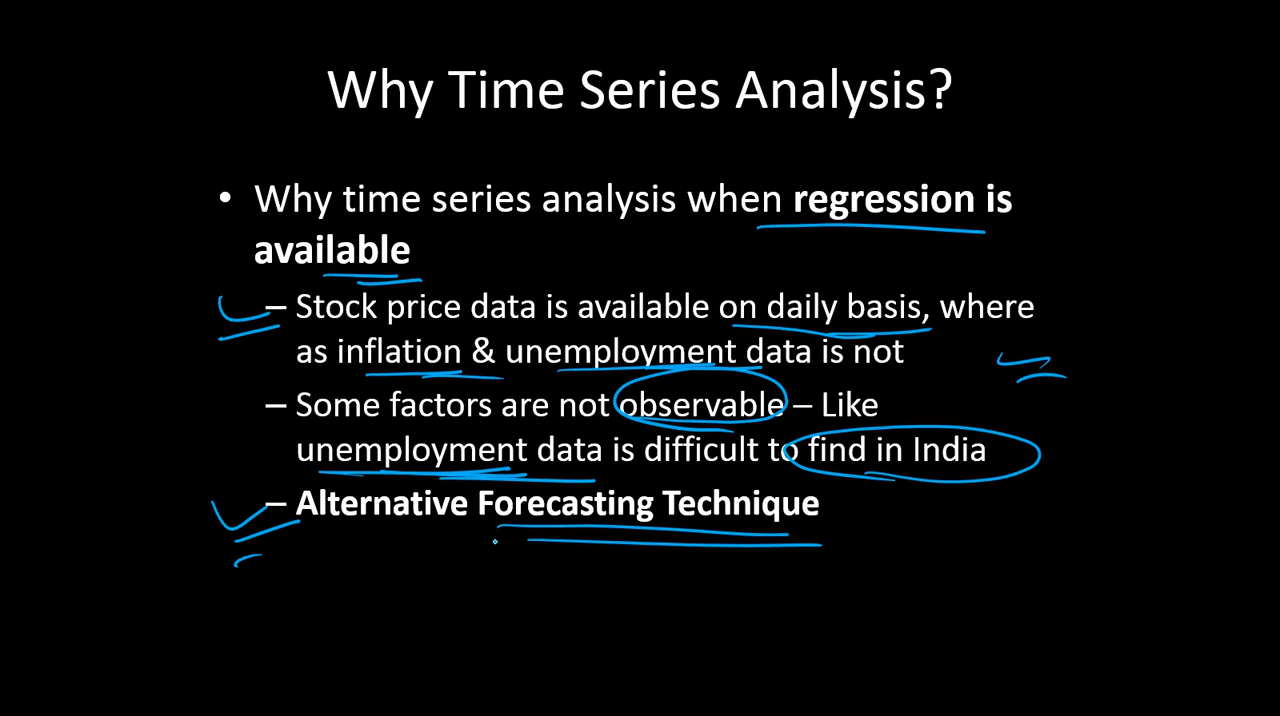 Why Time Series Analysis?
• Why time series analysis when regression is
available
– Stock price data is available on daily basis, where
as inflation & unemployment data is not
– Some factors are not observable – Like
unemployment data is difficult to find in India
– Alternative Forecasting Technique